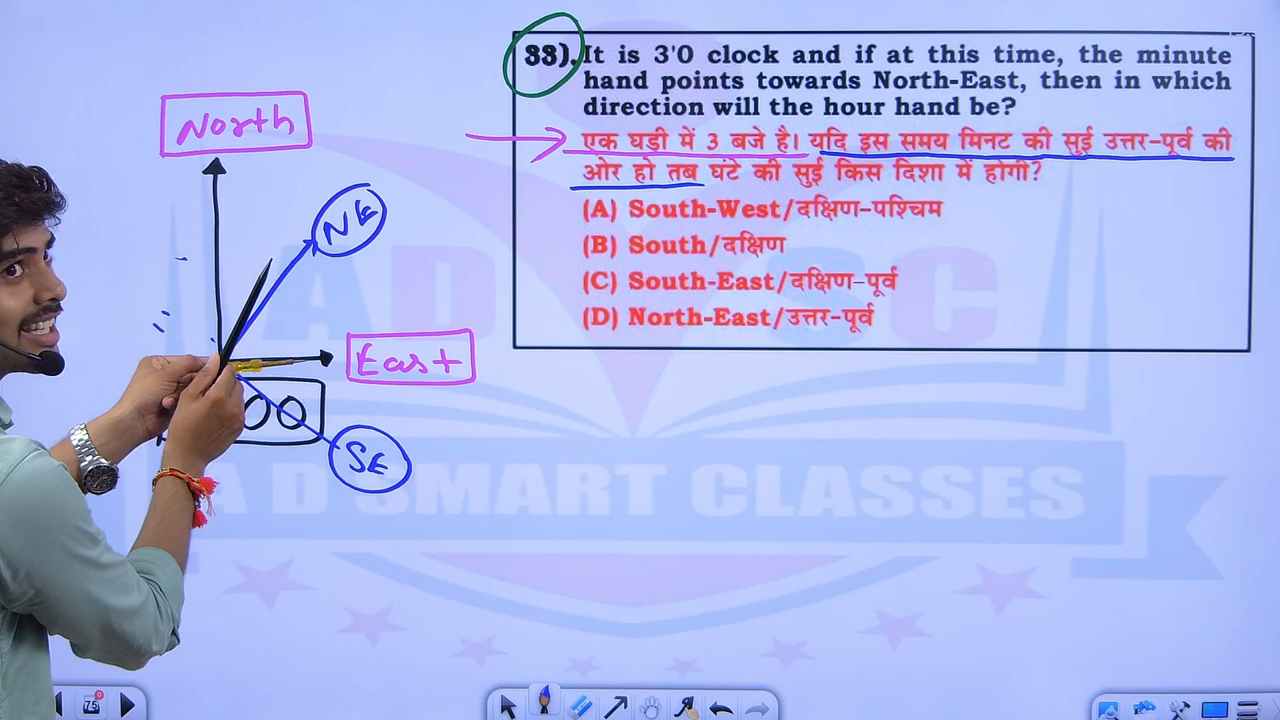 33). It is 3'0 clock and if at this time, the minute
hand points towards North-East, then in which
direction will the hour hand be?
एक घड़ी में 3 बजे है। यदि इस समय मिनट की सुई उत्तर-पूर्व की
ओर हो तब घंटे की सुई किस दिशा में होगी?
(A) South-West/दक्षिण-पश्चिम
(B) South/दक्षिण
(C) South-East/दक्षिण-पूर्व
(D) North-East/उत्तर-पूर्व
North
NE
East
SE
A D SMART CLASSES
75